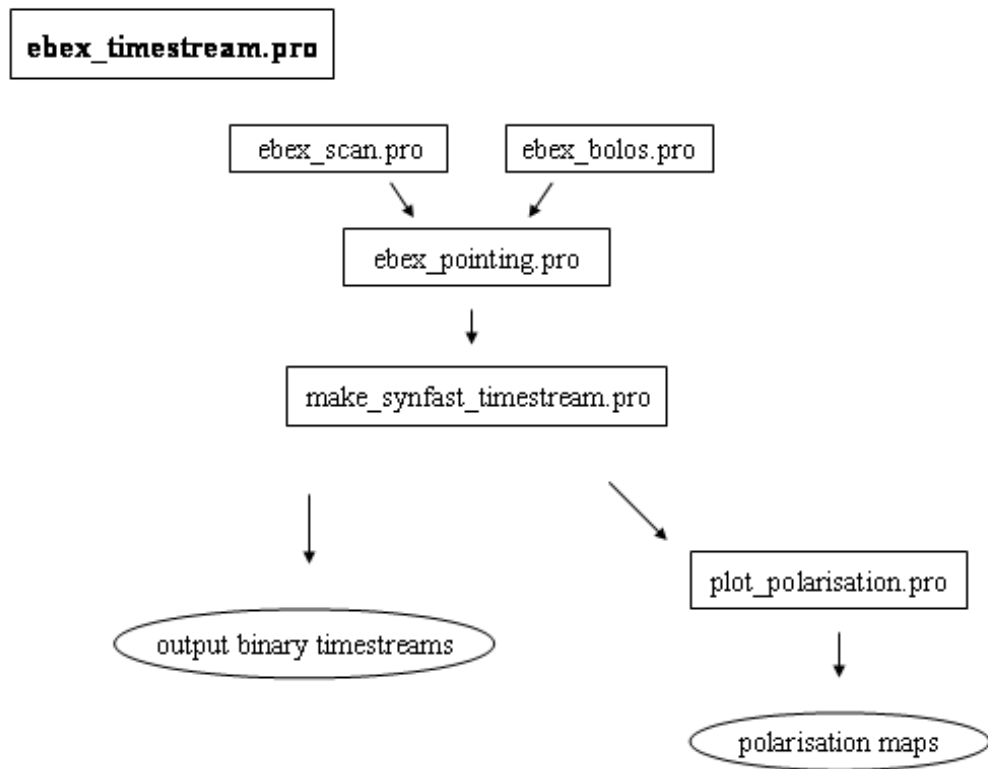 ebex_timestream.pro
ebex_scan.pro
ebex_bolos.pro
ebex_pointing.pro
make_synfast_timestream.pro
plot_polarisation.pro
output binary timestreams
polarisation maps